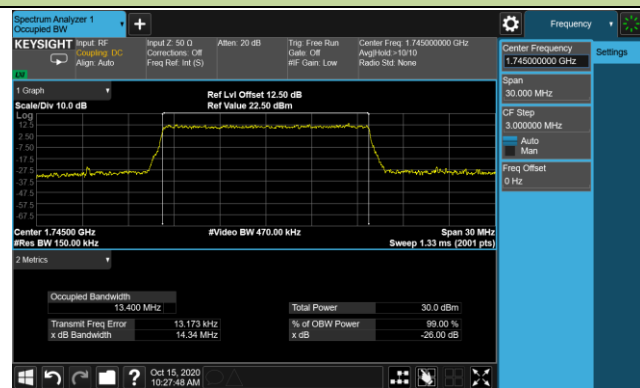 Spectrum Analyzer 1
Occupied BW
+
Frequency
KEYSIGHT
Input: RF
Coupling: DC
Align: Auto
Input Z: 50 Ω
Corrections: Off
Freq Ref: Int (S)
Atten: 20 dB
Trig: Free Run
Gate: Off
#IF Gain: Low
Center Freq: 1.745000000 GHz
Avg|Hold:>10/10
Radio Std: None
Center Frequency
1.745000000 GHz
Settings
Span
30.000 MHz
CF Step
3.000000 MHz
Auto
Man
Freq Offset
0 Hz
1 Graph
Ref Lvl Offset 12.50 dB
Scale/Div 10.0 dB
Ref Value 22.50 dBm
Log
12.5
2.50
-7.50
-17.5
-27.5
-37.5
-47.5
-57.5
-67.5
Center 1.74500 GHz
#Video BW 470.00 kHz
Span 30 MHz
#Res BW 150.00 kHz
Sweep 1.33 ms (2001 pts)
2 Metrics
Occupied Bandwidth
13.400 MHz
Total Power 30.0 dBm
Transmit Freq Error 13.173 kHz
% of OBW Power 99.00 %
x dB Bandwidth 14.34 MHz
x dB -26.00 dB
?
Oct 15, 2020
10:27:48 AM